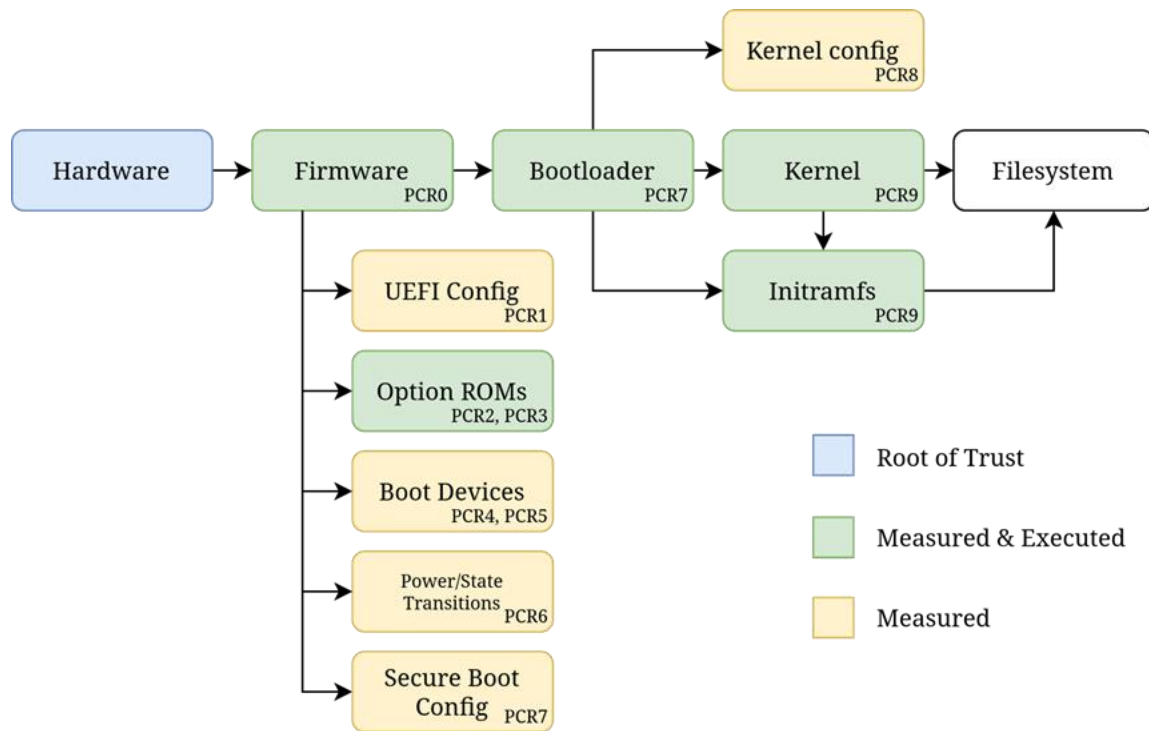 Kernel config
PCR8
Hardware
Firmware
PCR0
Bootloader
PCR7
Kernel
PCR9
Filesystem
UEFI Config
PCR1
Initramfs
PCR9
Option ROMs
PCR2, PCR3
Boot Devices
PCR4, PCR5
Power/State
Transitions
PCR6
Secure Boot
Config
PCR7
Root of Trust
Measured & Executed
Measured